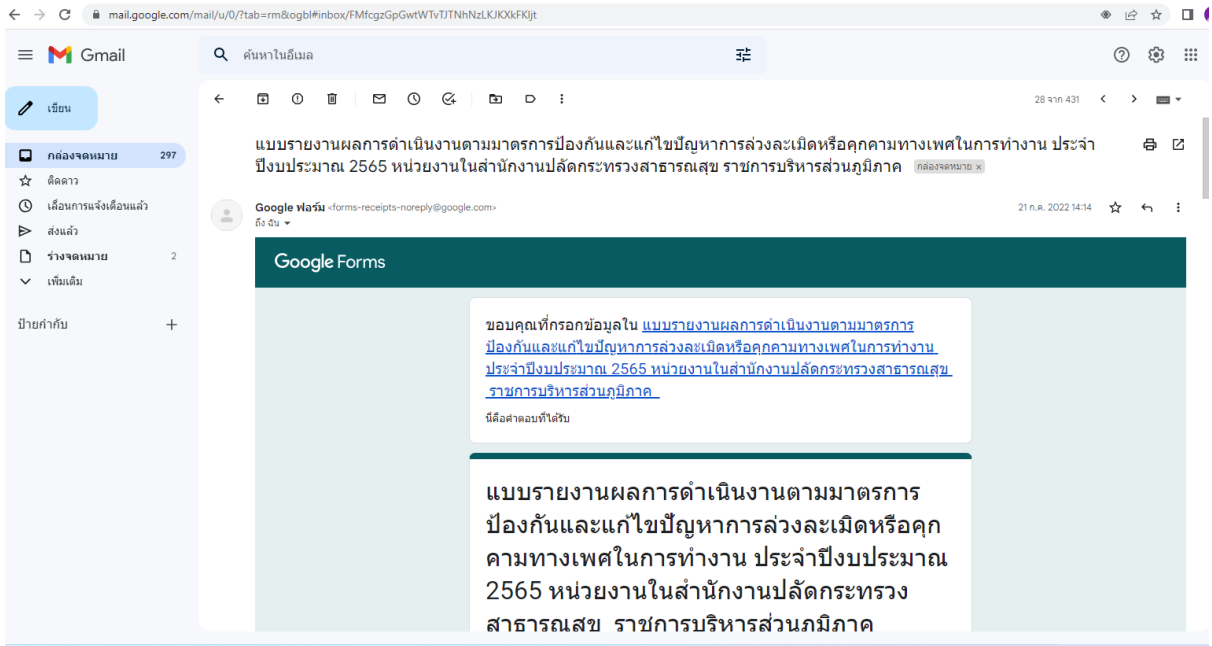 mail.google.com/mail/u/0/?tab=rm&ogbl#inbox/FMfcgzGpGwtWTvTJTNhNzLKJKXkFKljt
Gmail
ค้นหาในอีเมล
เขียน
28 จาก 431
กล่องจดหมาย 297
ติดดาว
เลื่อนการแจ้งเตือนแล้ว
ส่งแล้ว
ร่างจดหมาย 2
เพิ่มเติม
ป้ายกำกับ
แบบรายงานผลการดำเนินงานตามมาตรการป้องกันและแก้ไขปัญหาการล่วงละเมิดหรือคุกคามทางเพศในการทำงาน ประจำ
ปีงบประมาณ 2565 หน่วยงานในสำนักงานปลัดกระทรวงสาธารณสุข ราชการบริหารส่วนภูมิภาค กล่องจดหมาย ×
Google ฟอร์ม <forms-receipts-noreply@google.com>
21 ก.ค. 2022 14:14
ถึง ฉัน
Google Forms
ขอบคุณที่กรอกข้อมูลใน แบบรายงานผลการดำเนินงานตามมาตรการ
ป้องกันและแก้ไขปัญหาการล่วงละเมิดหรือคุกคามทางเพศในการทำงาน
ประจำปีงบประมาณ 2565 หน่วยงานในสำนักงานปลัดกระทรวงสาธารณสุข
ราชการบริหารส่วนภูมิภาค
นี่คือคำตอบที่ได้รับ
แบบรายงานผลการดำเนินงานตามมาตรการ
ป้องกันและแก้ไขปัญหาการล่วงละเมิดหรือคุก
คามทางเพศในการทำงาน ประจำปีงบประมาณ
2565 หน่วยงานในสำนักงานปลัดกระทรวง
สาธารณสุข ราชการบริหารส่วนภูมิภาค